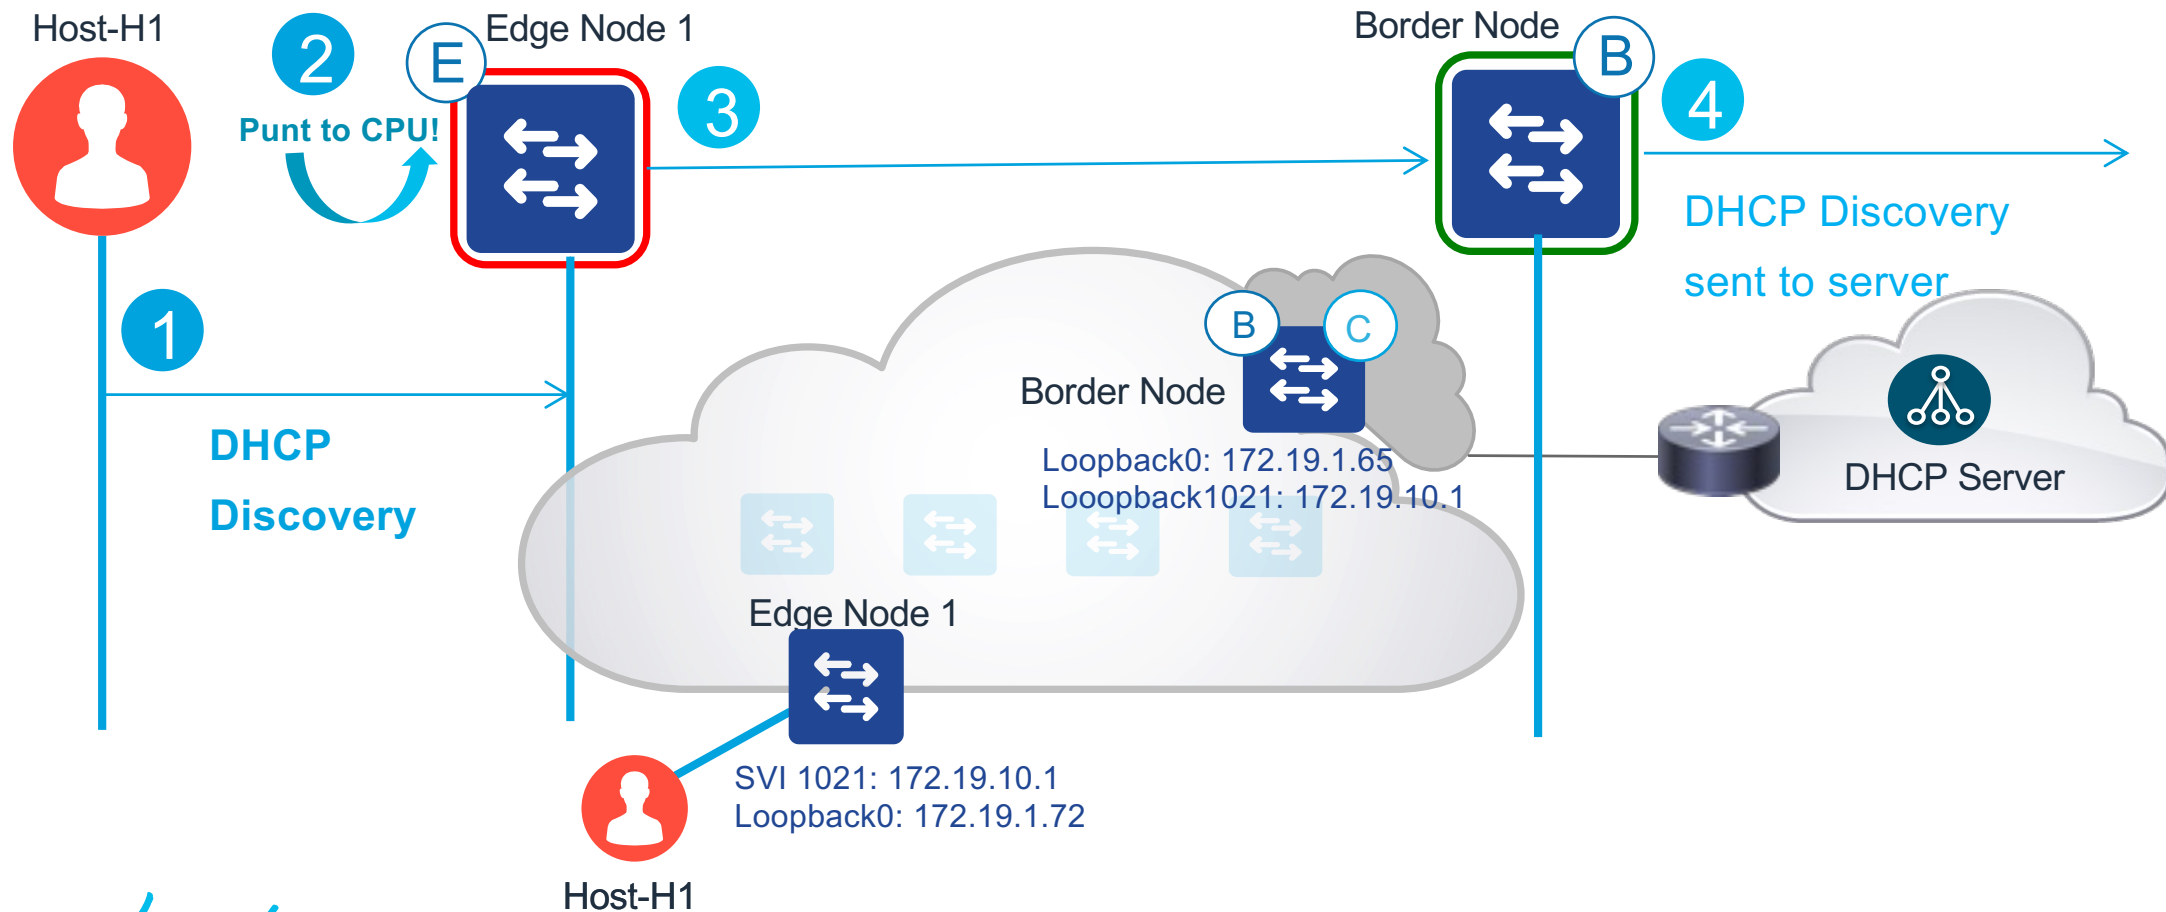 Host-H1
2
E
Edge Node 1
Border Node
B
Punt to CPU!
3
4
DHCP Discovery
sent to server
1
DHCP
Discovery
B
C
Border Node
Loopback0: 172.19.1.65
Looopback1021: 172.19.10.1
DHCP Server
Edge Node 1
SVI 1021: 172.19.10.1
Loopback0: 172.19.1.72
Host-H1